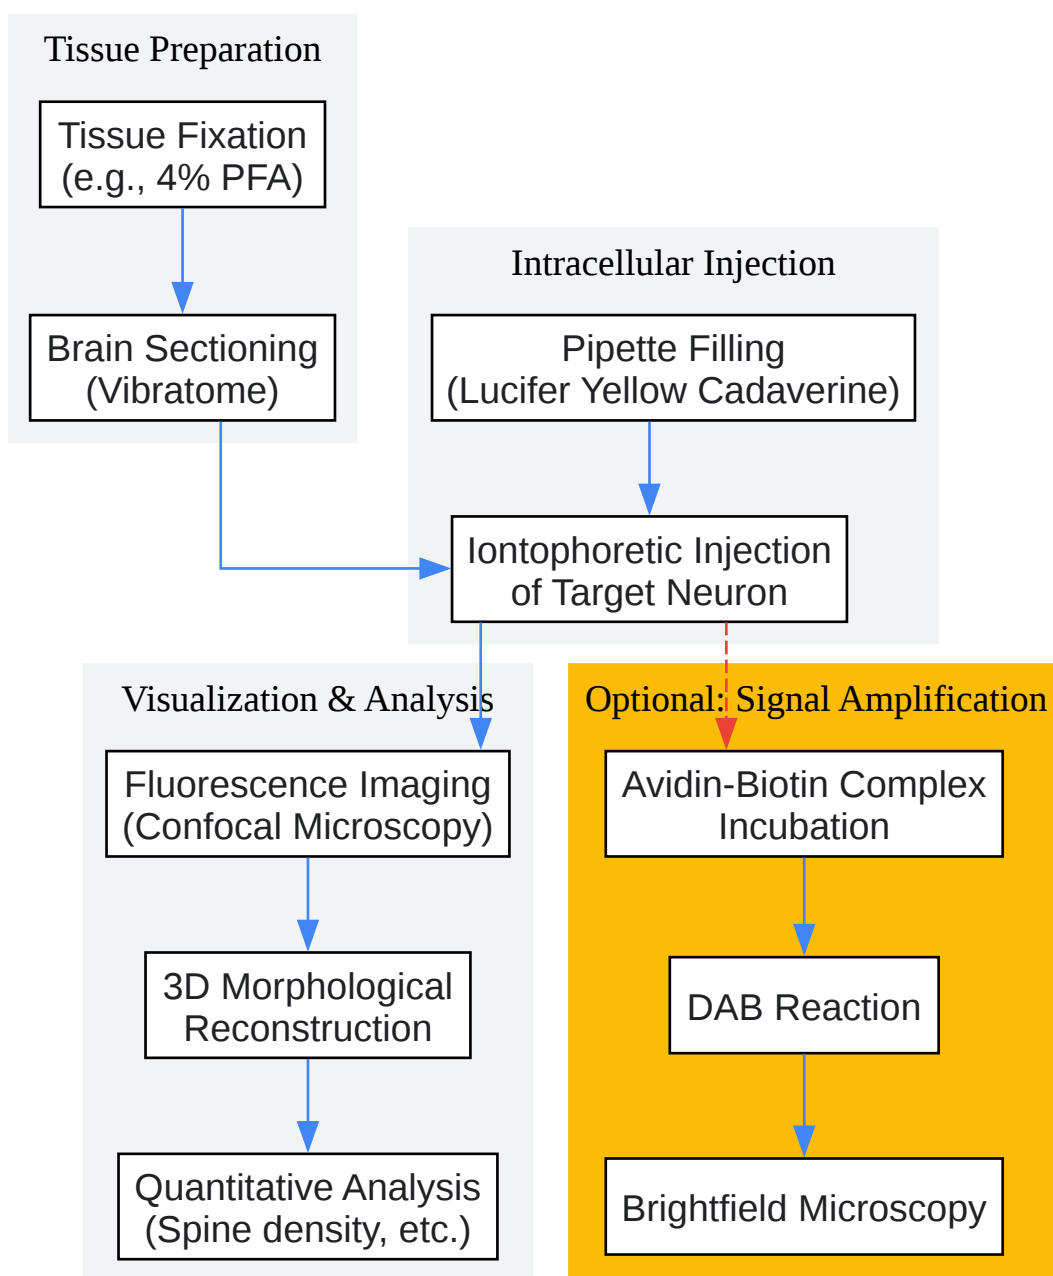 Tissue Preparation
Tissue Fixation
(e.g., 4% PFA)
Brain Sectioning
(Vibratome)
Intracellular Injection
Pipette Filling
(Lucifer Yellow Cadaverine)
Iontophoretic Injection
of Target Neuron
Visualization & Analysis
Fluorescence Imaging
(Confocal Microscopy)
3D Morphological
Reconstruction
Quantitative Analysis
(Spine density, etc.)
Optional: Signal Amplification
Avidin-Biotin Complex
Incubation
DAB Reaction
Brightfield Microscopy